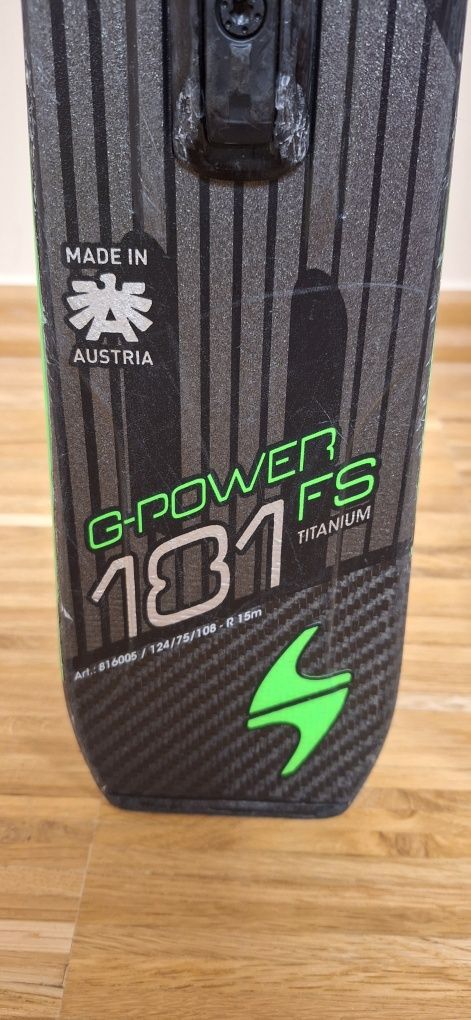 MADE IN
AUSTRIA
G-POWER
181 FS
TITANIUM
Art.: 816005 / 124/75/108 - R 15m